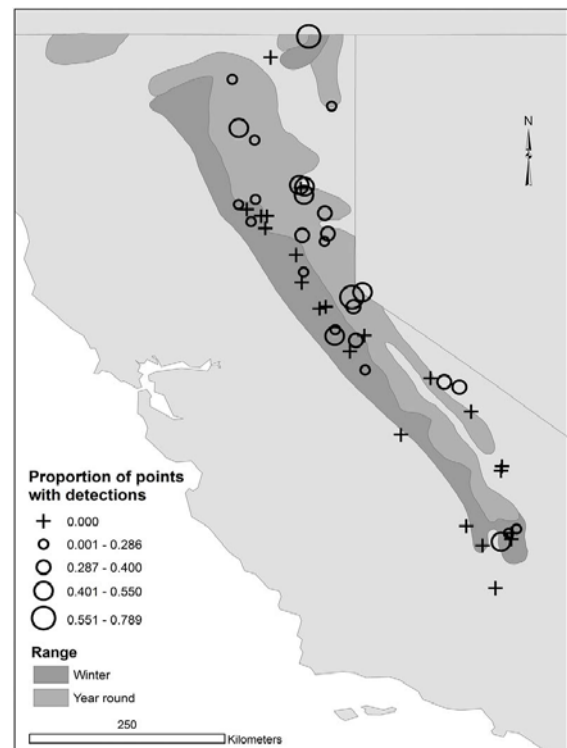 N
Proportion of points
with detections
0.000
0.001 - 0.286
0.287 - 0.400
0.401 - 0.550
0.551 - 0.789
Range
Winter
Year round
250
Kilometers